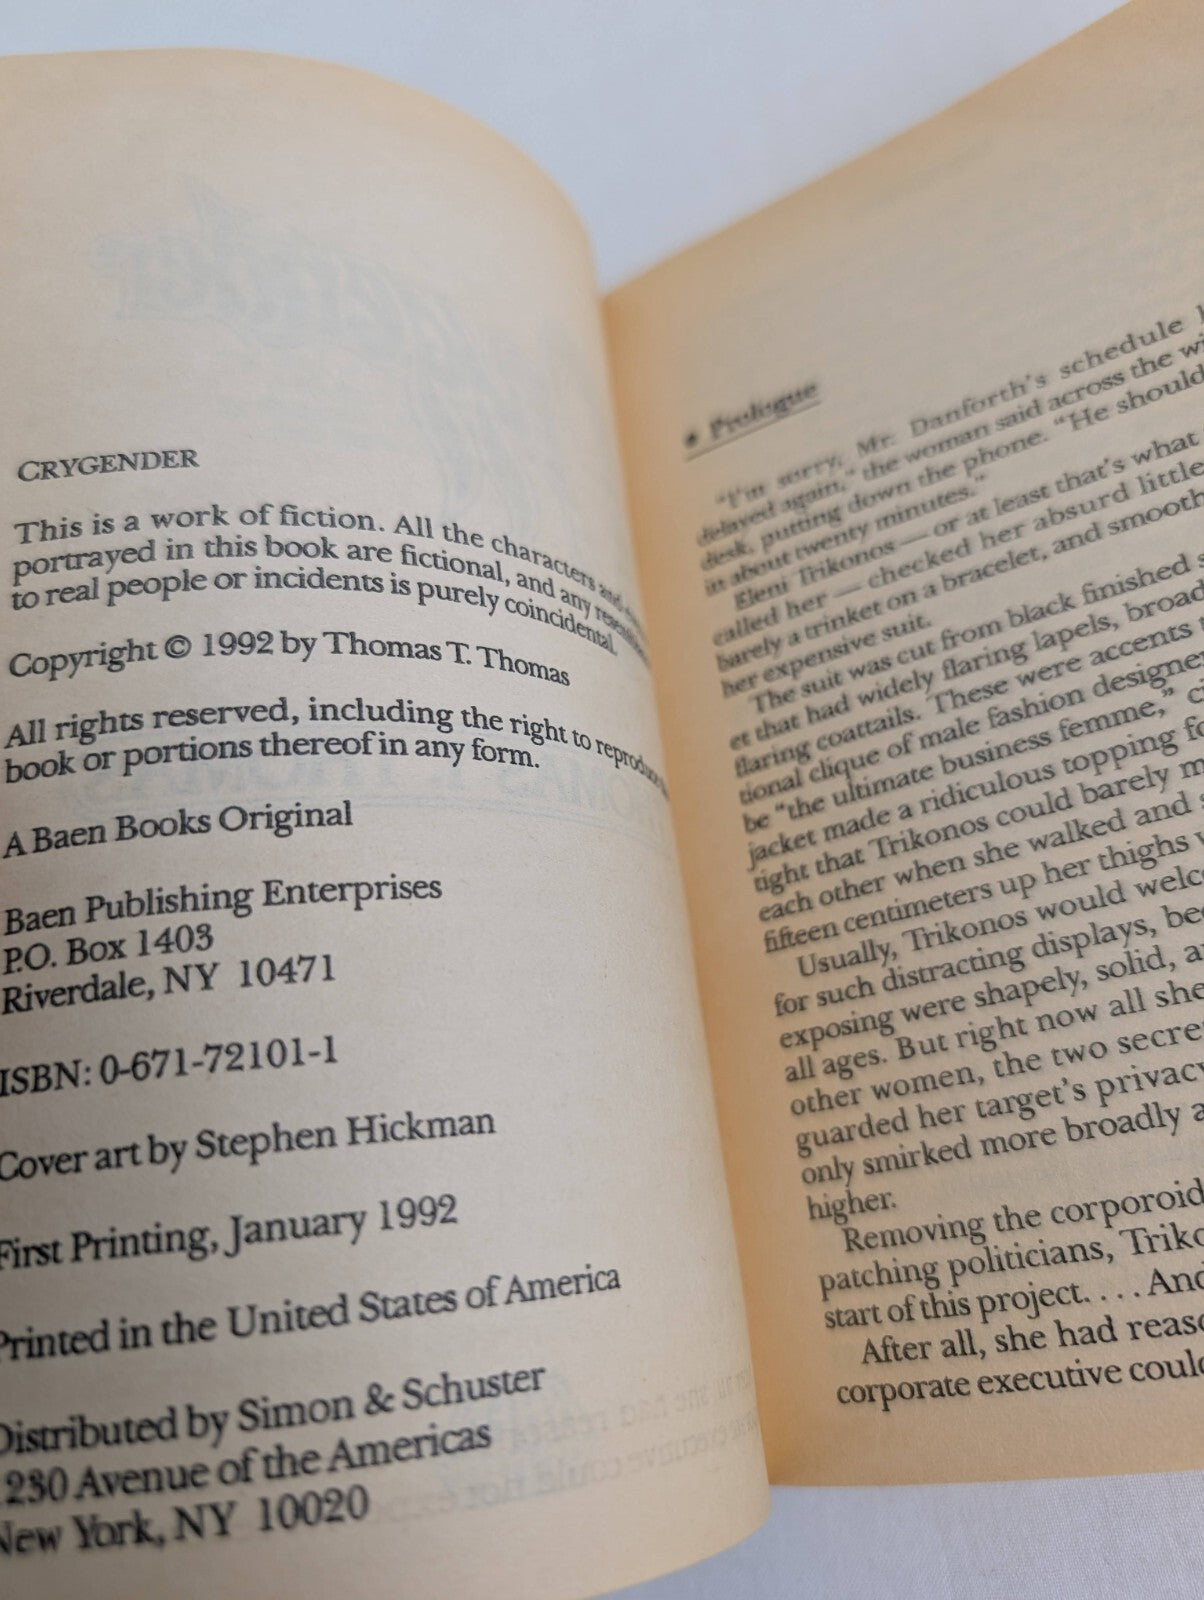 CRYGENDER
This is a work of fiction. All the characters and
portrayed in this book are fictional, and any
to real people or incidents is purely coincidental.
Copyright © 1992 by Thomas T. Thomas
All rights reserved, including the right to reproduce
book or portions thereof in any form.
A Baen Books Original
Baen Publishing Enterprises
P.O. Box 1403
Riverdale, NY 10471
ISBN: 0-671-72101-1
Cover art by Stephen Hickman
First Printing, January 1992
Printed in the United States of America
Distributed by Simon & Schuster
1230 Avenue of the Americas
New York, NY 10020
• Prologue
"I'm sorry, Mr. Danforth's schedule
delayed again," the woman said across the
desk, putting down the phone. "He should
in about twenty minutes."
Eleni Trikonos — or at least that's what
called her — checked her absurd little
barely a trinket on a bracelet, and smooth
her expensive suit.
The suit was cut from black finished
et that had widely flaring lapels, broad
flaring coattails. These were accents
tional clique of male fashion designer
be "the ultimate business femme,"
jacket made a ridiculous topping
tight that Trikonos could barely
each other when she walked and
fifteen centimeters up her thighs
Usually, Trikonos would
for such distracting displays,
exposing were shapely, solid,
all ages. But right now all she
other women, the two
guarded her target's privacy
only smirked more broadly
higher.
Removing the corporoid
patching politicians,
start of this project. . . . And
After all, she had
corporate executive